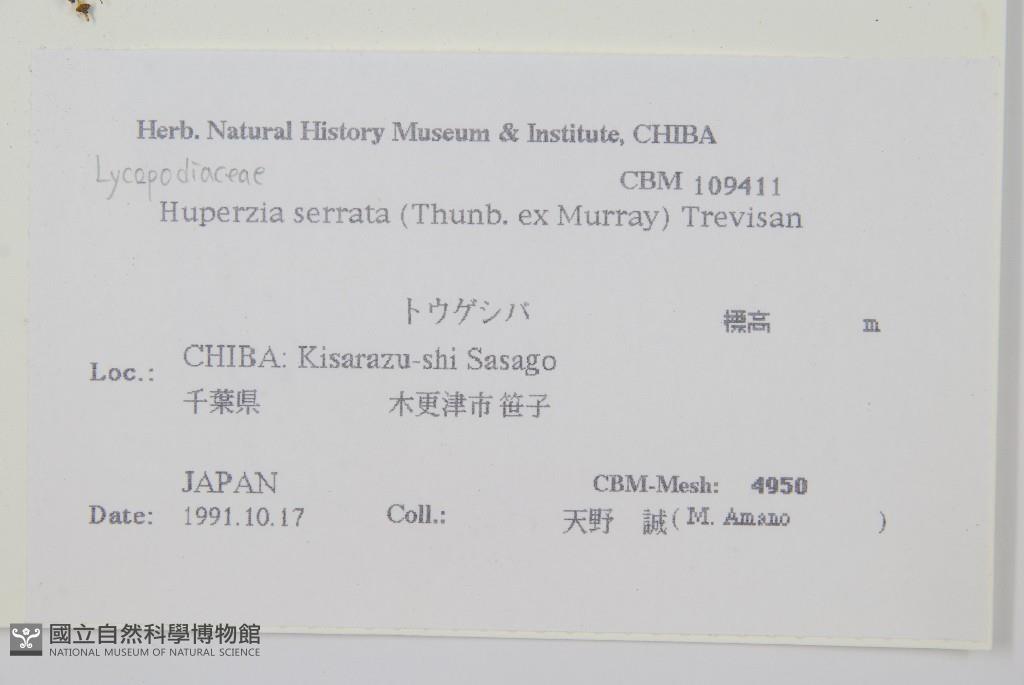 Herb. Natural History Museum & Institute, CHIBA
Lycopodiaceae
CBM 109411
Huperzia serrata (Thunb. ex Murray) Trevisan
トウゲシバ 標高 m
Loc.: CHIBA: Kisarazu-shi Sasago
千葉県 木更津市 笹子
JAPAN CBM-Mesh: 4950
Date: 1991.10.17 Coll.: 天野 誠 ( M. Amano )
國立自然科學博物館
NATIONAL MUSEUM OF NATURAL SCIENCE